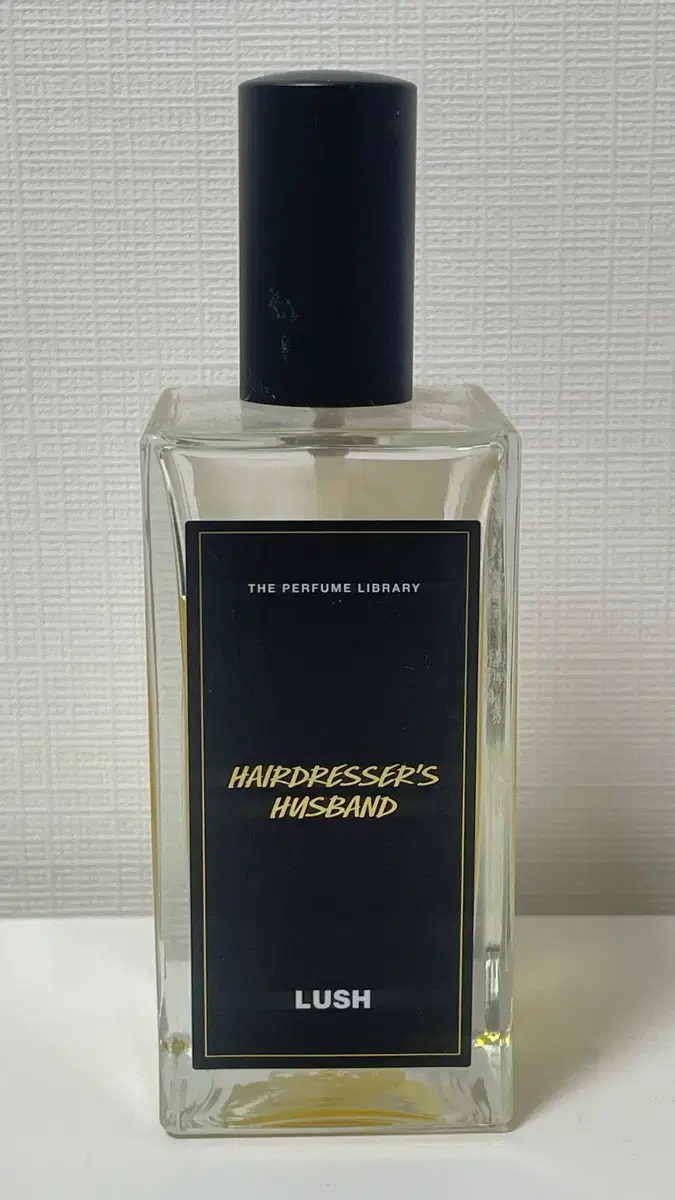 THE PERFUME LIBRARY
HAIRDRESSER'S
HUSBAND
LUSH